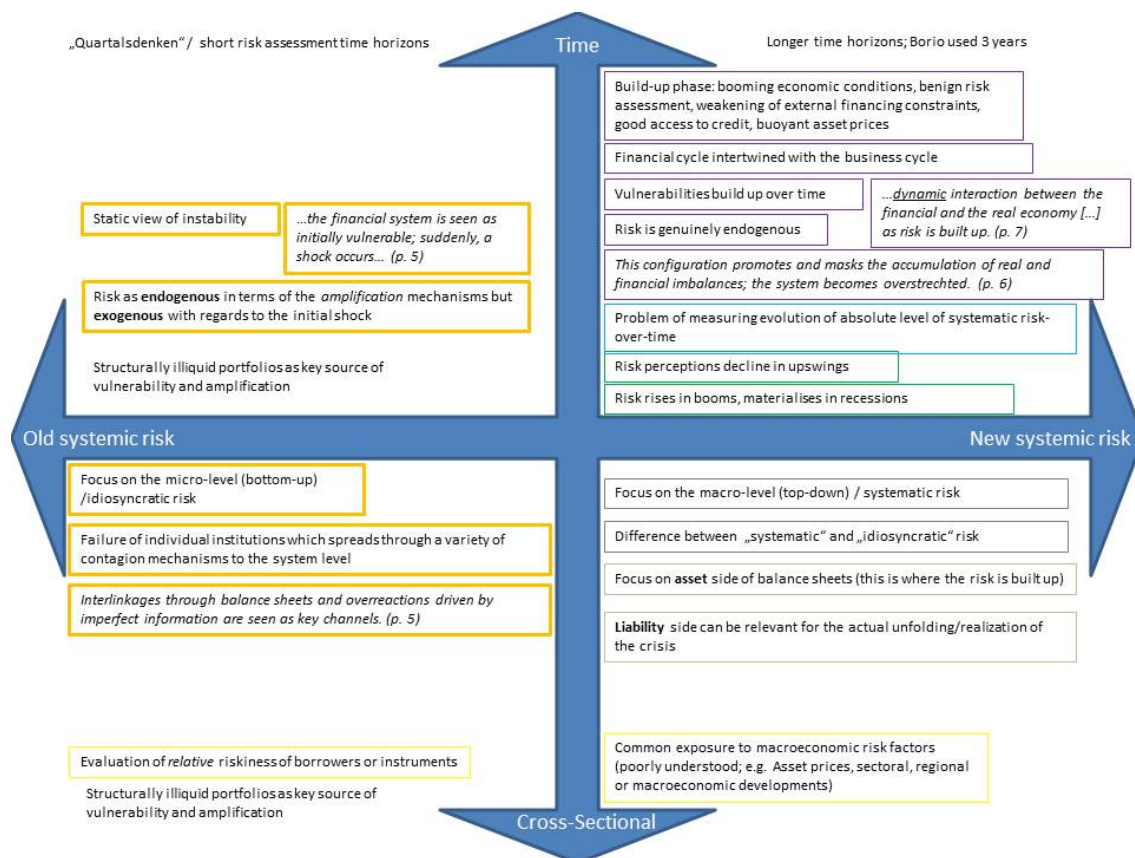 „Quartalsdenken“ / short risk assessment time horizons
Time
Longer time horizons; Borio used 3 years
Build-up phase: booming economic conditions, benign risk
assessment, weakening of external financing constraints,
good access to credit, buoyant asset prices
Financial cycle intertwined with the business cycle
Vulnerabilities build up over time
…dynamic interaction between the
financial and the real economy […]
as risk is built up. (p. 7)
Risk is genuinely endogenous
This configuration promotes and masks the accumulation of real and
financial imbalances; the system becomes overstrechted. (p. 6)
Problem of measuring evolution of absolute level of systematic risk-
over-time
Risk perceptions decline in upswings
Risk rises in booms, materialises in recessions
Static view of instability
…the financial system is seen as
initially vulnerable; suddenly, a
shock occurs… (p. 5)
Risk as endogenous in terms of the amplification mechanisms but
exogenous with regards to the initial shock
Structurally illiquid portfolios as key source of
vulnerability and amplification
Old systemic risk
New systemic risk
Focus on the micro-level (bottom-up)
/idiosyncratic risk
Failure of individual institutions which spreads through a variety of
contagion mechanisms to the system level
Interlinkages through balance sheets and overreactions driven by
imperfect information are seen as key channels. (p. 5)
Evaluation of relative riskiness of borrowers or instruments
Structurally illiquid portfolios as key source of
vulnerability and amplification
Focus on the macro-level (top-down) / systematic risk
Difference between „systematic“ and „idiosyncratic“ risk
Focus on asset side of balance sheets (this is where the risk is built up)
Liability side can be relevant for the actual unfolding/realization of
the crisis
Common exposure to macroeconomic risk factors
(poorly understood; e.g. Asset prices, sectoral, regional
or macroeconomic developments)
Cross-Sectional